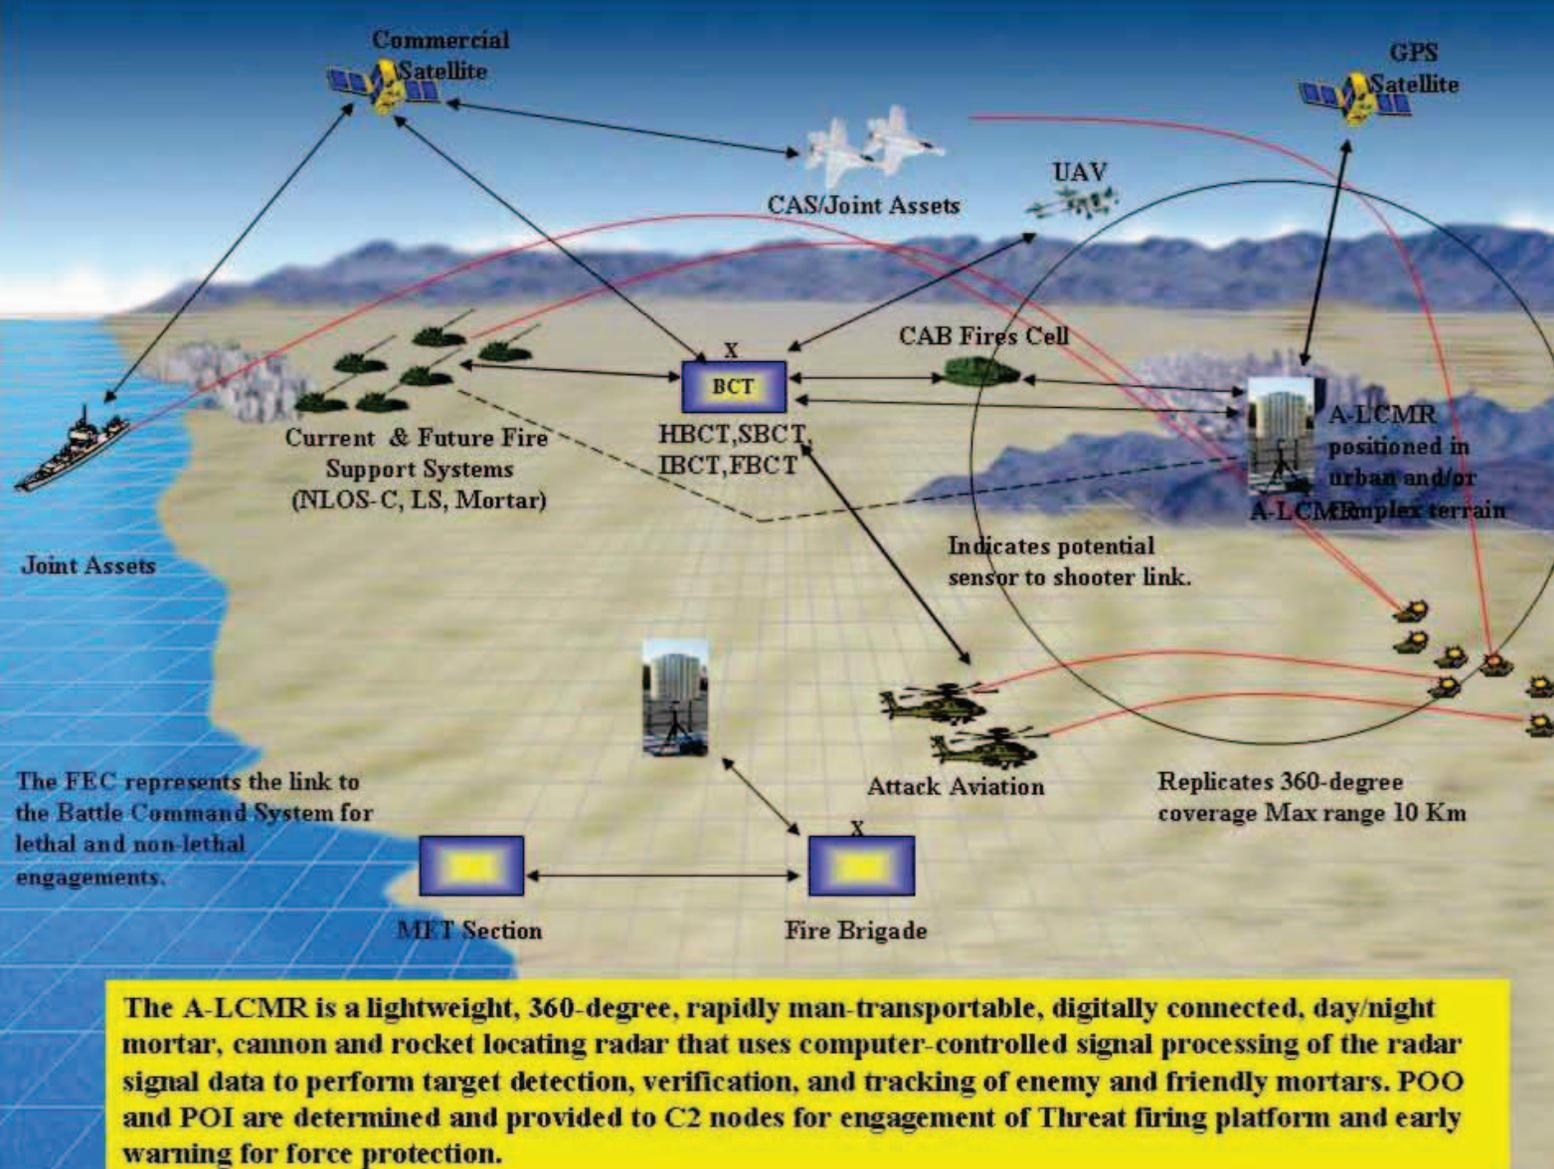 Commercial
Satellite
GPS
Satellite
UAV
CAS/Joint Assets
CAB Fires Cell
X
BCT
HBCT,SBCT,
IBCT,FBCT
Current & Future Fire
Support Systems
(NLOS-C, LS, Mortar)
A-LCMR
positioned in
urban and/or
complex terrain
A-LCMR
Joint Assets
Indicates potential
sensor to shooter link.
Attack Aviation
Replicates 360-degree
coverage Max range 10 Km
The FEC represents the link to
the Battle Command System for
lethal and non-lethal
engagements.
X
MET Section
Fire Brigade
The A-LCMR is a lightweight, 360-degree, rapidly man-transportable, digitally connected, day/night
mortar, cannon and rocket locating radar that uses computer-controlled signal processing of the radar
signal data to perform target detection, verification, and tracking of enemy and friendly mortars. POO
and POI are determined and provided to C2 nodes for engagement of Threat firing platform and early
warning for force protection.